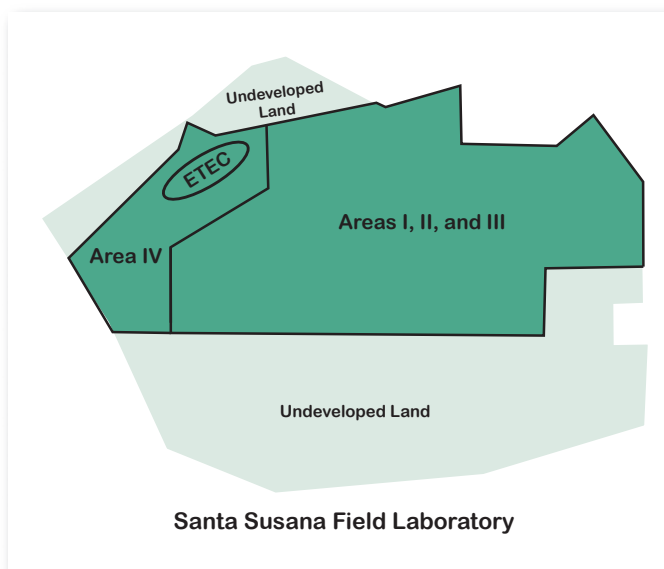 Undeveloped
Land
ETEC
Areas I, II, and III
Area IV
Undeveloped Land
Santa Susana Field Laboratory